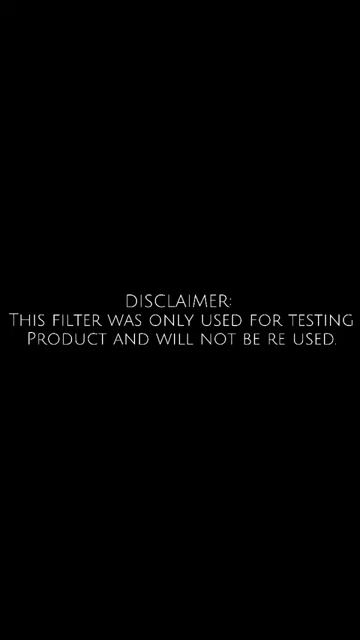 DISCLAIMER:
THIS FILTER WAS ONLY USED FOR TESTING
PRODUCT AND WILL NOT BE RE USED.